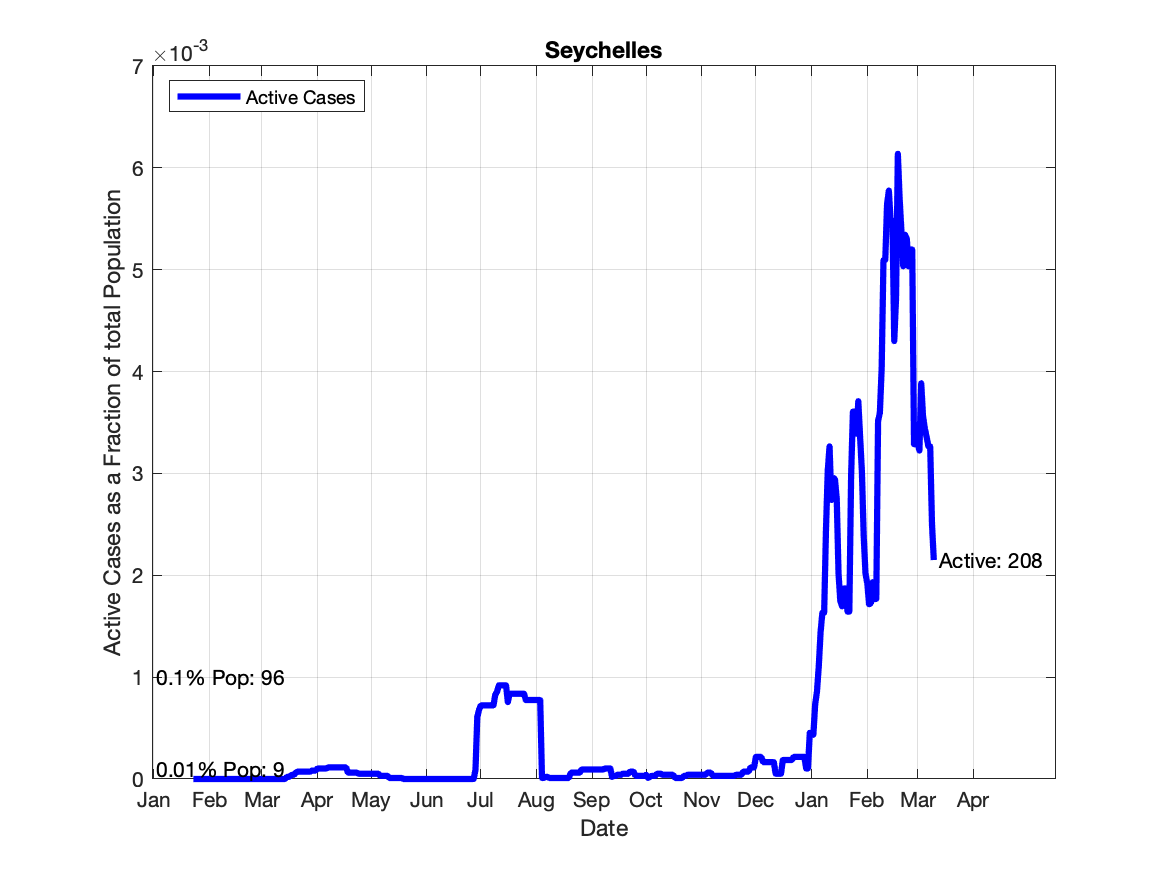 Seychelles
×10-3
Active Cases
7
6
5
4
3
2
1
0
Active Cases as a Fraction of total Population
0.1% Pop: 96
0.01% Pop: 9
Active: 208
Jan Feb Mar Apr May Jun Jul Aug Sep Oct Nov Dec Jan Feb Mar Apr
Date